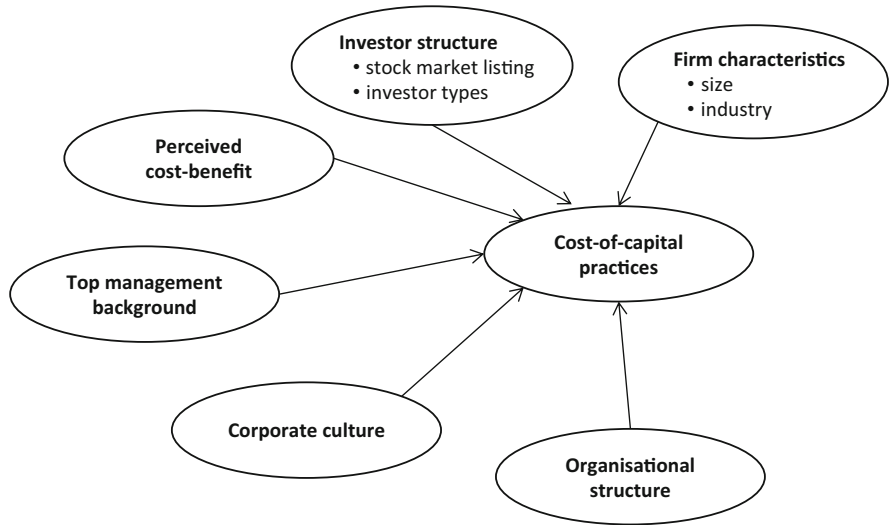 Investor structure
• stock market listing
• investor types
Firm characteristics
• size
• industry
Perceived
cost-benefit
Cost-of-capital
practices
Top management
background
Corporate culture
Organisational
structure